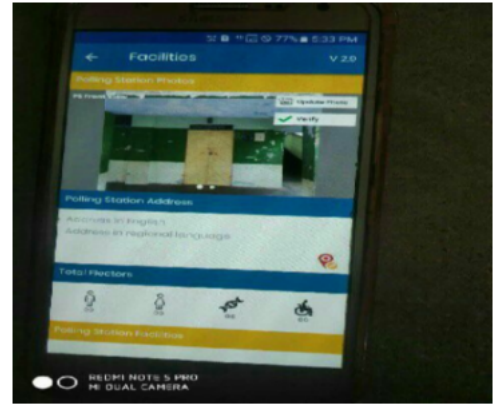 77% 5:33 PM
Facilities V 2.0
Polling Station Photos
Update Photo
Verify
Polling Station Address
Address in English
Address in regional language
Total Electors
Polling Station Facilities
REDMI NOTE 5 PRO
MI DUAL CAMERA